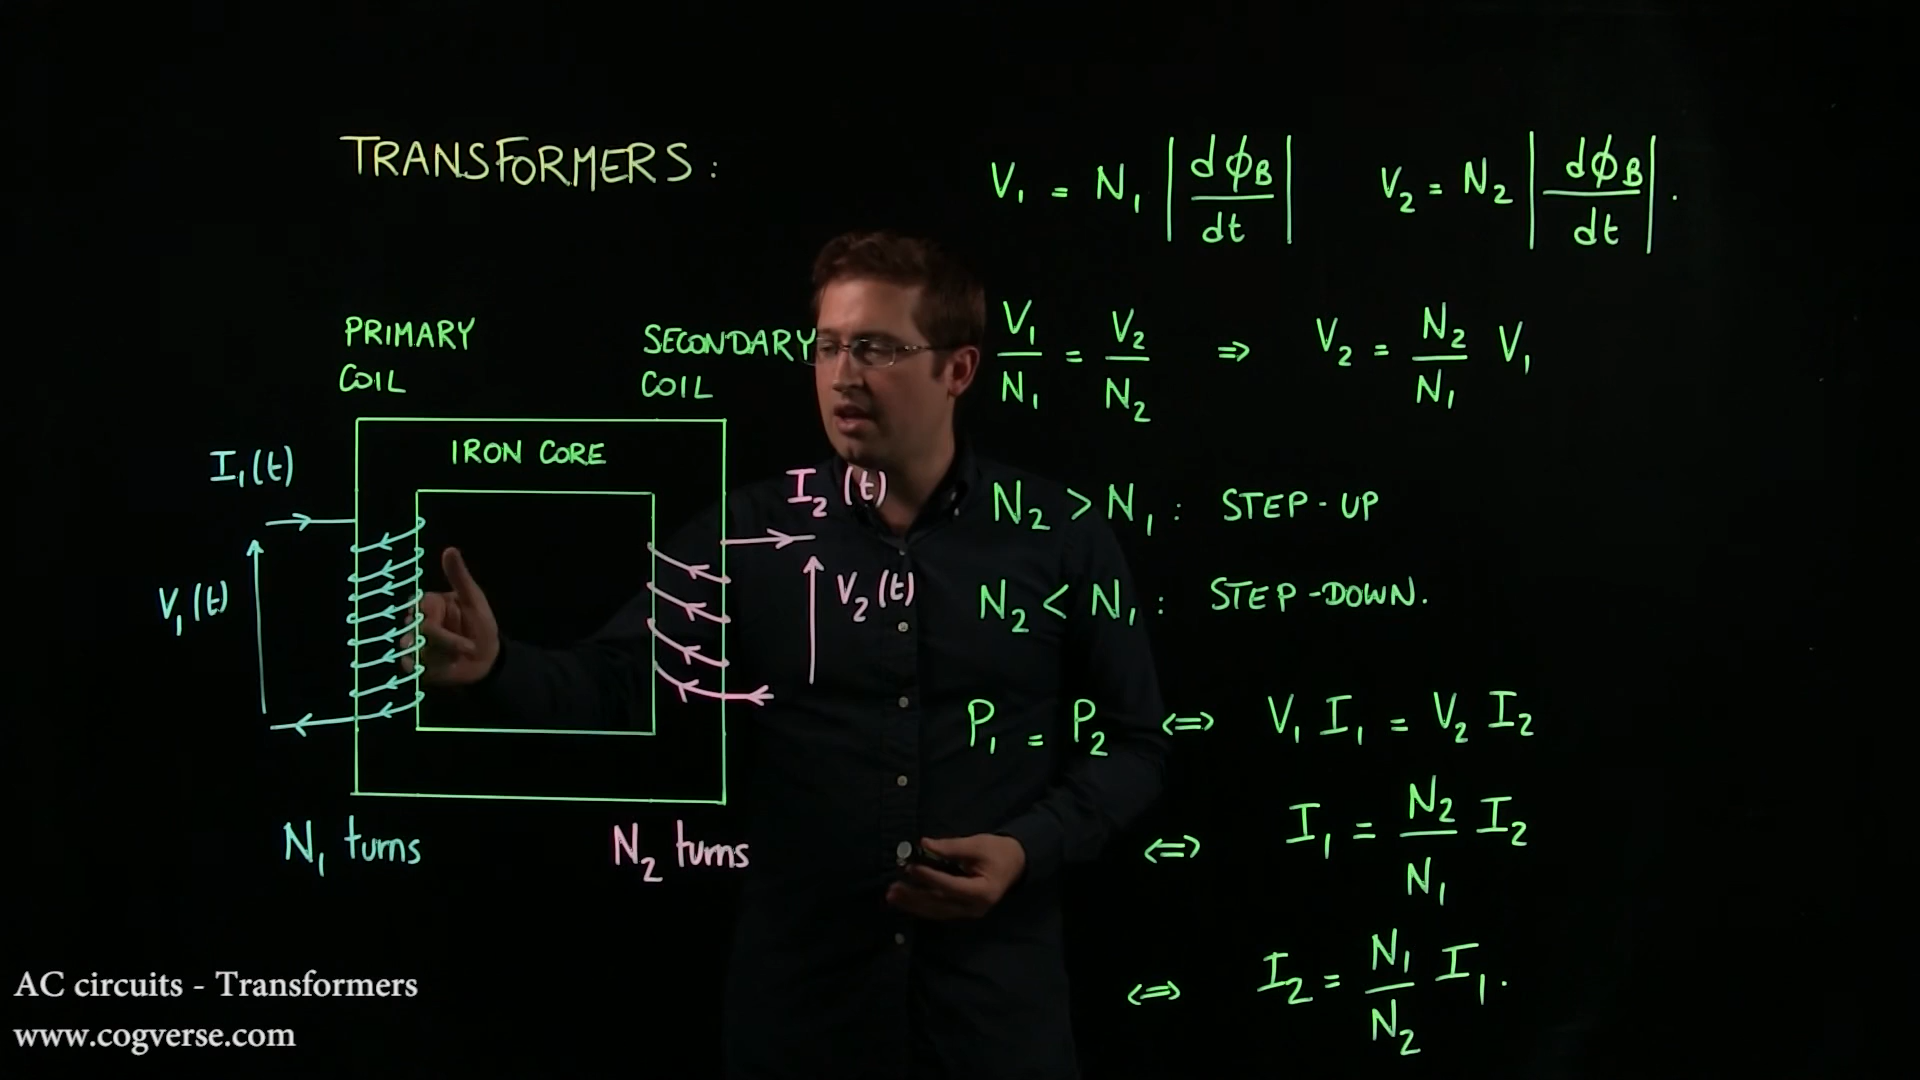 TRANSFORMERS:
PRIMARY
COIL
SECONDARY
COIL
IRON CORE
I₁(t)
V₁(t)
I₂(t)
V₂(t)
N₁ turns
N₂ turns
V₁ = N₁ |dϕB/dt| V₂ = N₂ |dϕB/dt|.
V₁/N₁ = V₂/N₂ ⇒ V₂ = N₂/N₁ V₁
N₂ > N₁: STEP-UP
N₂ < N₁: STEP-DOWN.
P₁ = P₂ ⇔ V₁ I₁ = V₂ I₂
⇔ I₁ = N₂/N₁ I₂
⇔ I₂ = N₁/N₂ I₁.
AC circuits - Transformers
www.cogverse.com